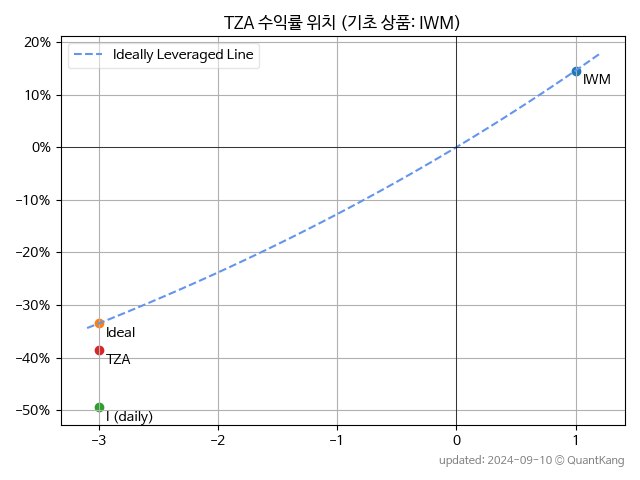 TZA 수익률 위치 (기초 상품: IWM)
20%
Ideally Leveraged Line
IWM
10%
0%
-10%
-20%
-30%
Ideal
TZA
-40%
I (daily)
-50%
-3
-2
-1
0
1
updated: 2024-09-10 © QuantKang